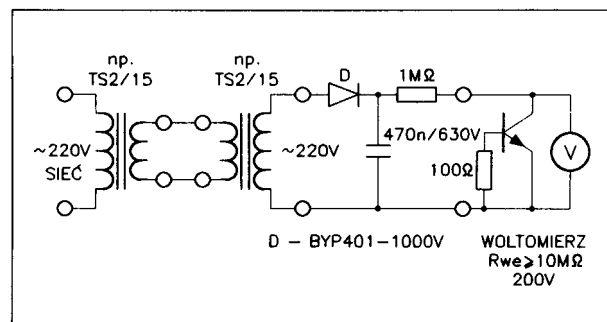 np.
TS2/15
np.
TS2/15
D
1MΩ
~220V
SIEĆ
~220V
470n/630V
100Ω
V
D – BYP401–1000V
WOLTOMIERZ
Rwe⩾10MΩ
200V